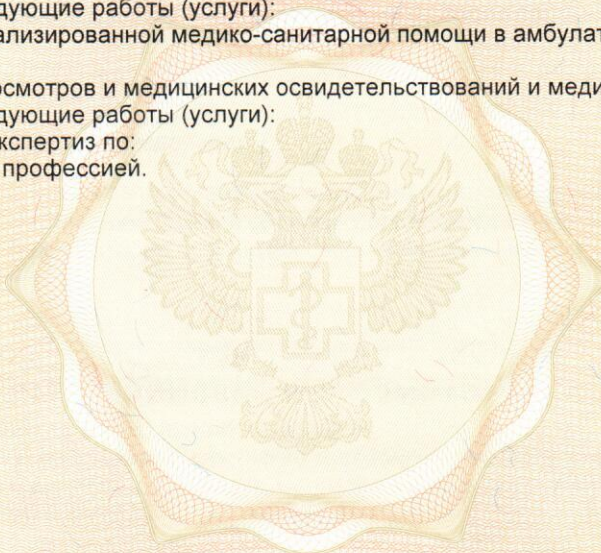 дующие работы (услуги):
ализированной медико-санитарной помощи в амбулат
осмотров и медицинских освидетельствований и меди
дующие работы (услуги):
кспертиз по:
профессией.